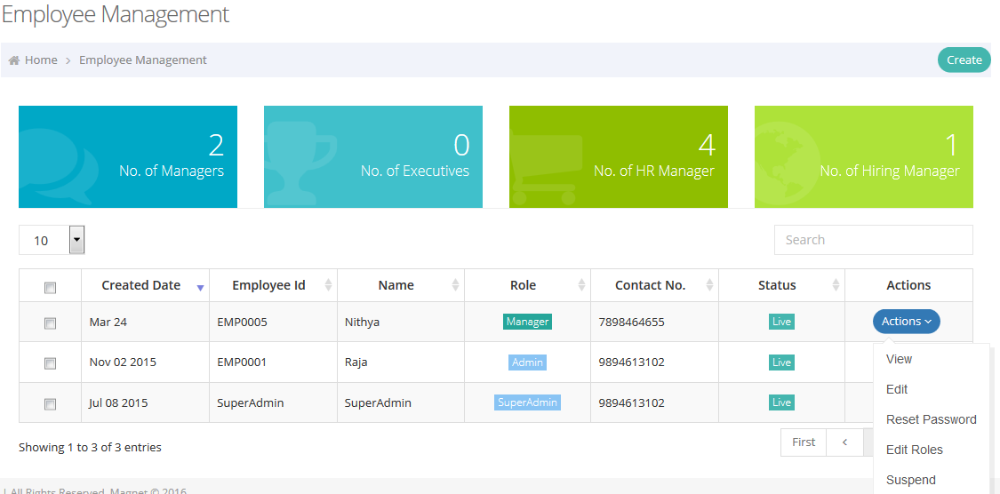 Employee Management
Home > Employee Management Create
2 0 4 1
No. of Managers No. of Executives No. of HR Manager No. of Hiring Manager
10 Search
Created Date Employee Id Name Role Contact No. Status Actions
Mar 24 EMP0005 Nithya Manager 7898464655 Live Actions
Nov 02 2015 EMP0001 Raja Admin 9894613102 Live
Jul 08 2015 SuperAdmin SuperAdmin SuperAdmin 9894613102 Live
View
Edit
Reset Password
Edit Roles
Suspend
Showing 1 to 3 of 3 entries First <
| All Rights Reserved. Magnet © 2016